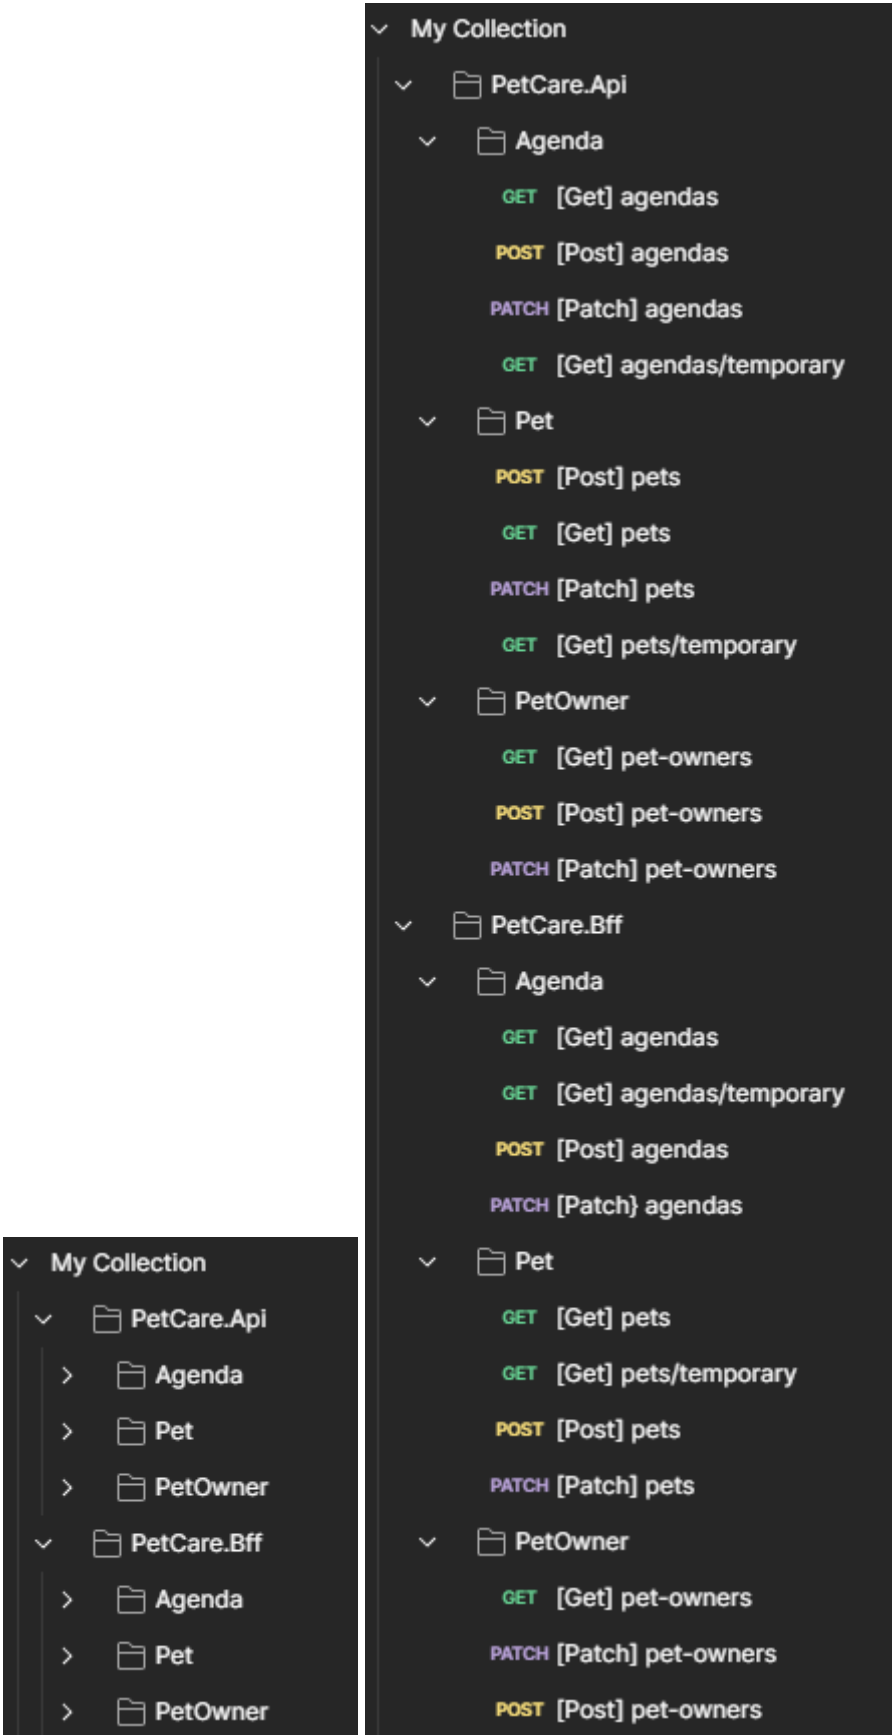 My Collection
PetCare.Api
Agenda
Pet
PetOwner
PetCare.Bff
Agenda
Pet
PetOwner
My Collection
PetCare.Api
Agenda
GET [Get] agendas
POST [Post] agendas
PATCH [Patch] agendas
GET [Get] agendas/temporary
Pet
POST [Post] pets
GET [Get] pets
PATCH [Patch] pets
GET [Get] pets/temporary
PetOwner
GET [Get] pet-owners
POST [Post] pet-owners
PATCH [Patch] pet-owners
PetCare.Bff
Agenda
GET [Get] agendas
GET [Get] agendas/temporary
POST [Post] agendas
PATCH [Patch} agendas
Pet
GET [Get] pets
GET [Get] pets/temporary
POST [Post] pets
PATCH [Patch] pets
PetOwner
GET [Get] pet-owners
PATCH [Patch] pet-owners
POST [Post] pet-owners